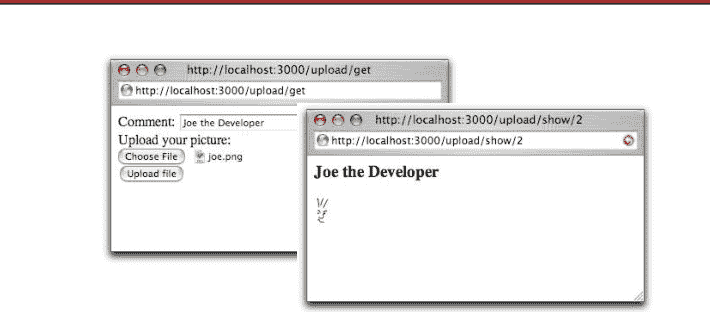 http://localhost:3000/upload/get
http://localhost:3000/upload/get
Comment: Joe the Developer
Upload your picture:
Choose File joe.png
Upload file
http://localhost:3000/upload/show/2
http://localhost:3000/upload/show/2
Joe the Developer